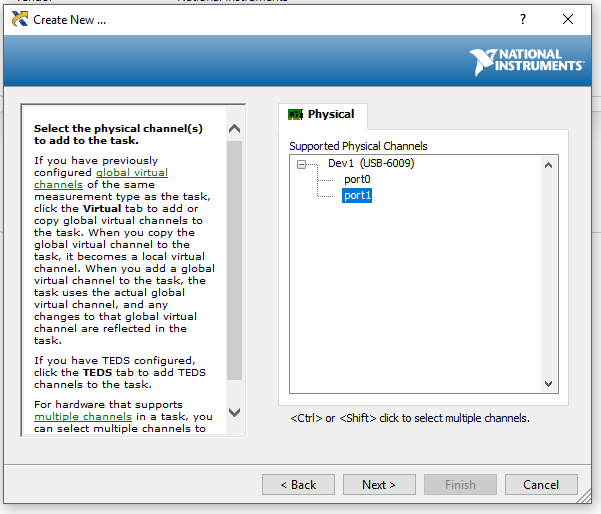 Create New ...
?
NATIONAL
INSTRUMENTS
Select the physical channel(s)
to add to the task.
If you have previously
configured global virtual
channels of the same
measurement type as the task,
click the Virtual tab to add or
copy global virtual channels to
the task. When you copy the
global virtual channel to the
task, it becomes a local virtual
channel. When you add a global
virtual channel to the task, the
task uses the actual global
virtual channel, and any
changes to that global virtual
channel are reflected in the
task.
If you have TEDS configured,
click the TEDS tab to add TEDS
channels to the task.
For hardware that supports
multiple channels in a task, you
can select multiple channels to
Physical
Supported Physical Channels
Dev1 (USB-6009)
port0
port1
<Ctrl> or <Shift> click to select multiple channels.
< Back
Next >
Finish
Cancel